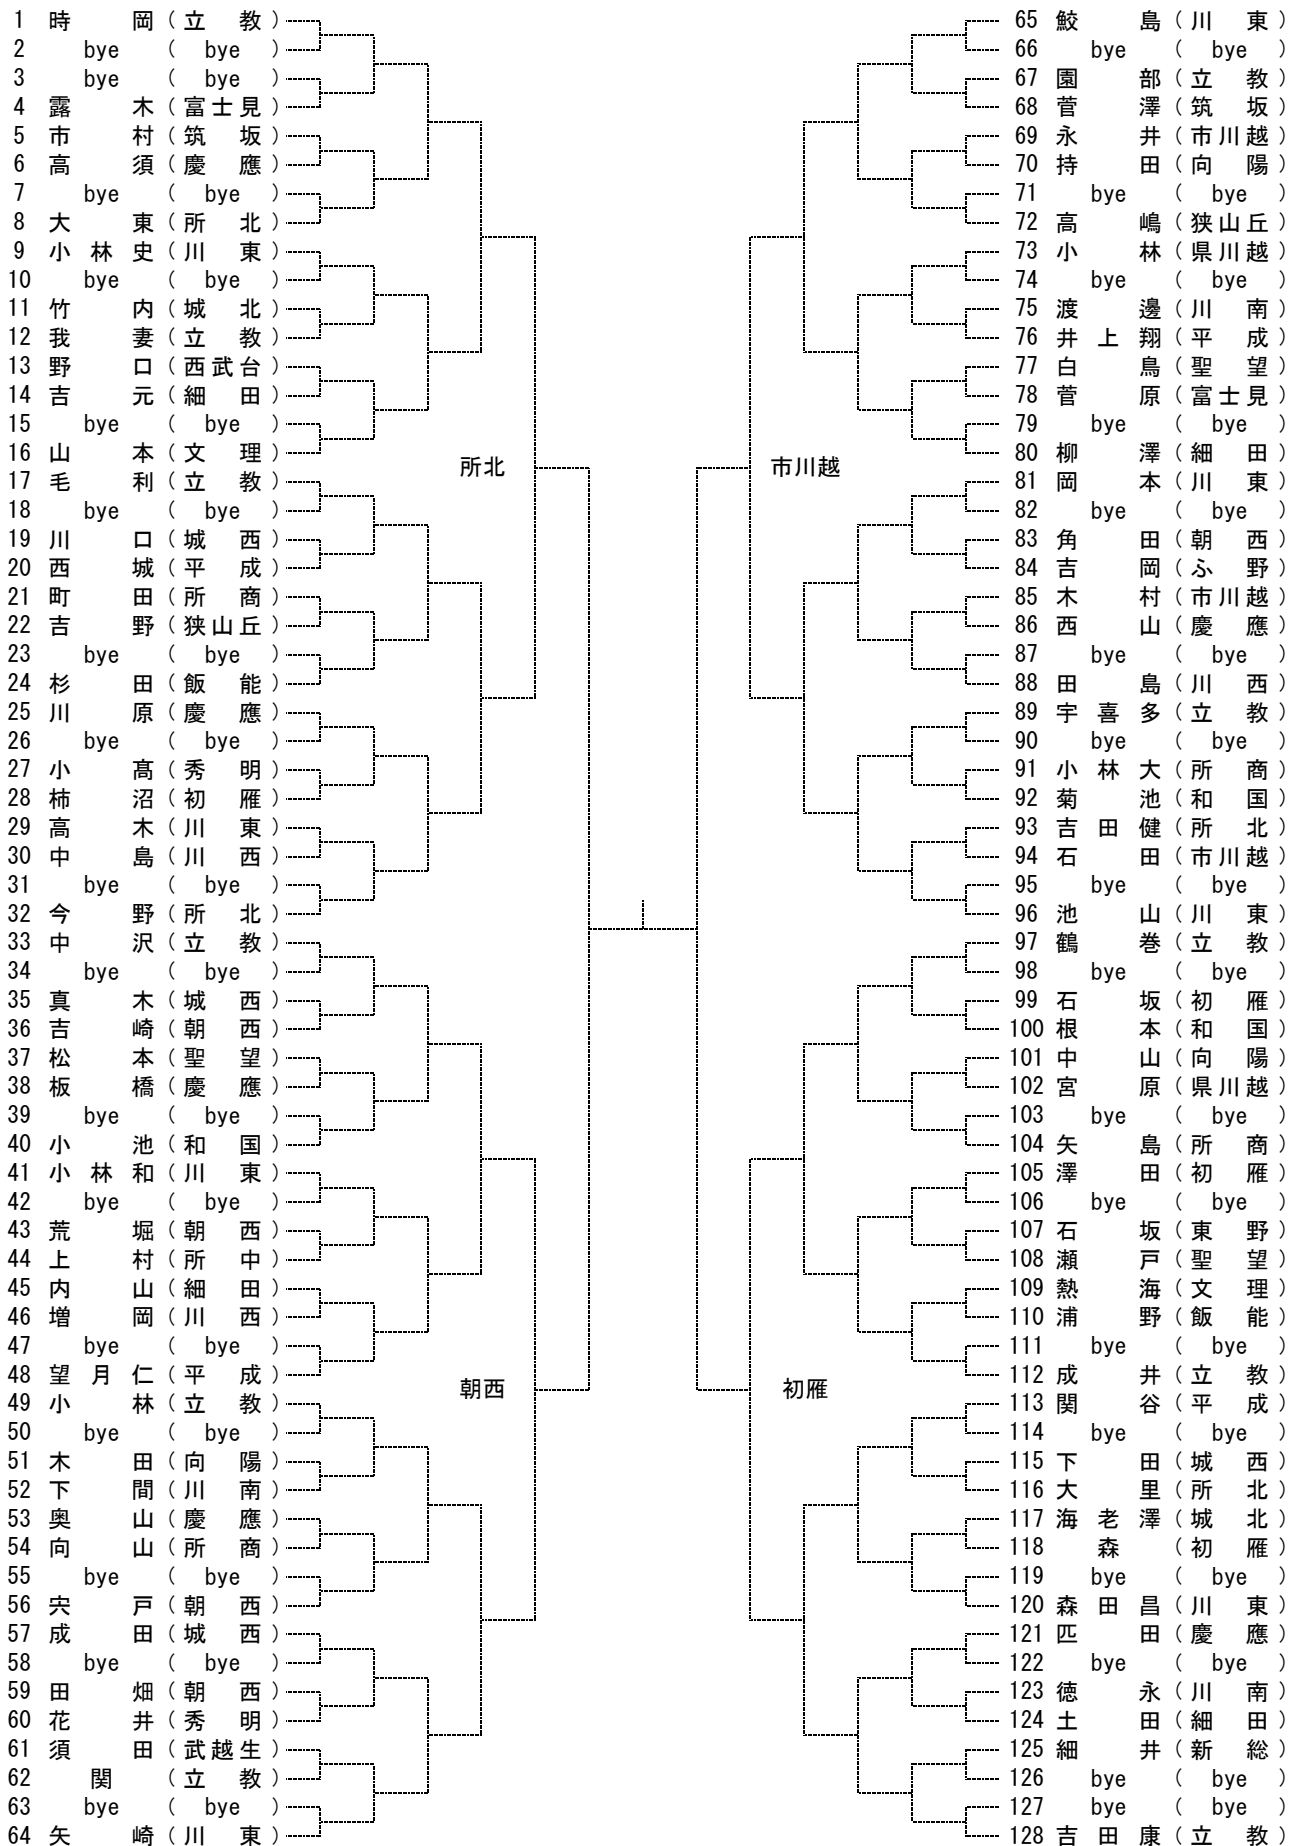 1 時岡（立教）
2 bye（bye）
3 bye（bye）
4 露木（富士見）
5 市村（筑坂）
6 高須（慶應）
7 bye（bye）
8 大東（所北）
9 小林史（川東）
10 bye（bye）
11 竹内（城北）
12 我妻（立教）
13 野口（西武台）
14 吉元（細田）
15 bye（bye）
16 山本（文理）
17 毛利（立教）
18 bye（bye）
19 川口（城西）
20 西城（平成）
21 町田（所商）
22 吉野（狭山丘）
23 bye（bye）
24 杉田（飯能）
25 川原（慶應）
26 bye（bye）
27 小髙（秀明）
28 柿沼（初雁）
29 高木（川東）
30 中島（川西）
31 bye（bye）
32 今野（所北）
33 中沢（立教）
34 bye（bye）
35 真木（城西）
36 吉崎（朝西）
37 松本（聖望）
38 板橋（慶應）
39 bye（bye）
40 小池（和国）
41 小林和（川東）
42 bye（bye）
43 荒堀（朝西）
44 上村（所中）
45 内山（細田）
46 増岡（川西）
47 bye（bye）
48 望月仁（平成）
49 小林（立教）
50 bye（bye）
51 木田（向陽）
52 下間（川南）
53 奥山（慶應）
54 向山（所商）
55 bye（bye）
56 宍戸（朝西）
57 成田（城西）
58 bye（bye）
59 田畑（朝西）
60 花井（秀明）
61 須田（武越生）
62 関（立教）
63 bye（bye）
64 矢崎（川東）
所北
朝西
市川越
初雁
65 鮫島（川東）
66 bye（bye）
67 園部（立教）
68 菅澤（筑坂）
69 永井（市川越）
70 持田（向陽）
71 bye（bye）
72 高嶋（狭山丘）
73 小林（県川越）
74 bye（bye）
75 渡邊（川南）
76 井上翔（平成）
77 白鳥（聖望）
78 菅原（富士見）
79 bye（bye）
80 柳澤（細田）
81 岡本（川東）
82 bye（bye）
83 角田（朝西）
84 吉岡（ふ野）
85 木村（市川越）
86 西山（慶應）
87 bye（bye）
88 田島（川西）
89 宇喜多（立教）
90 bye（bye）
91 小林大（所商）
92 菊池（和国）
93 吉田健（所北）
94 石田（市川越）
95 bye（bye）
96 池山（川東）
97 鶴巻（立教）
98 bye（bye）
99 石坂（初雁）
100 根本（和国）
101 中山（向陽）
102 宮原（県川越）
103 bye（bye）
104 矢島（所商）
105 澤田（初雁）
106 bye（bye）
107 石坂（東野）
108 瀬戸（聖望）
109 熱海（文理）
110 浦野（飯能）
111 bye（bye）
112 成井（立教）
113 関谷（平成）
114 bye（bye）
115 下田（城西）
116 大里（所北）
117 海老澤（城北）
118 森（初雁）
119 bye（bye）
120 森田昌（川東）
121 匹田（慶應）
122 bye（bye）
123 徳永（川南）
124 土田（細田）
125 細井（新総）
126 bye（bye）
127 bye（bye）
128 吉田康（立教）